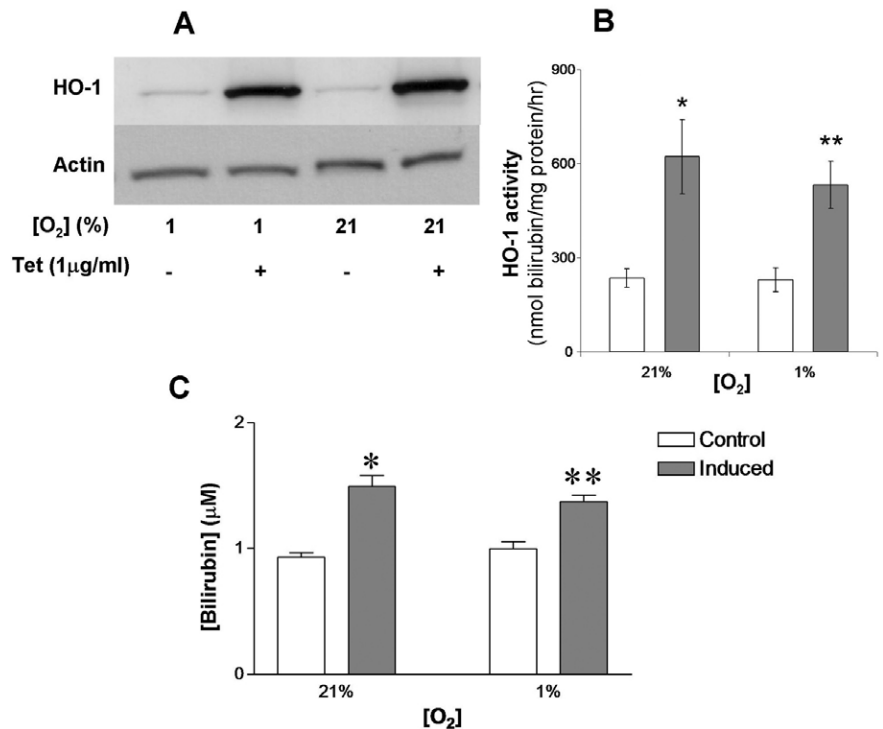 A
HO-1
Actin
[O₂] (%) 1 1 21 21
Tet (1μg/ml) - + - +
B
HO-1 activity
(nmol bilirubin/mg protein/hr)
900
600
300
0
*
**
21% 1%
[O₂]
C
[Bilirubin] (μM)
2
1
0
*
**
21% 1%
[O₂]
Control
Induced